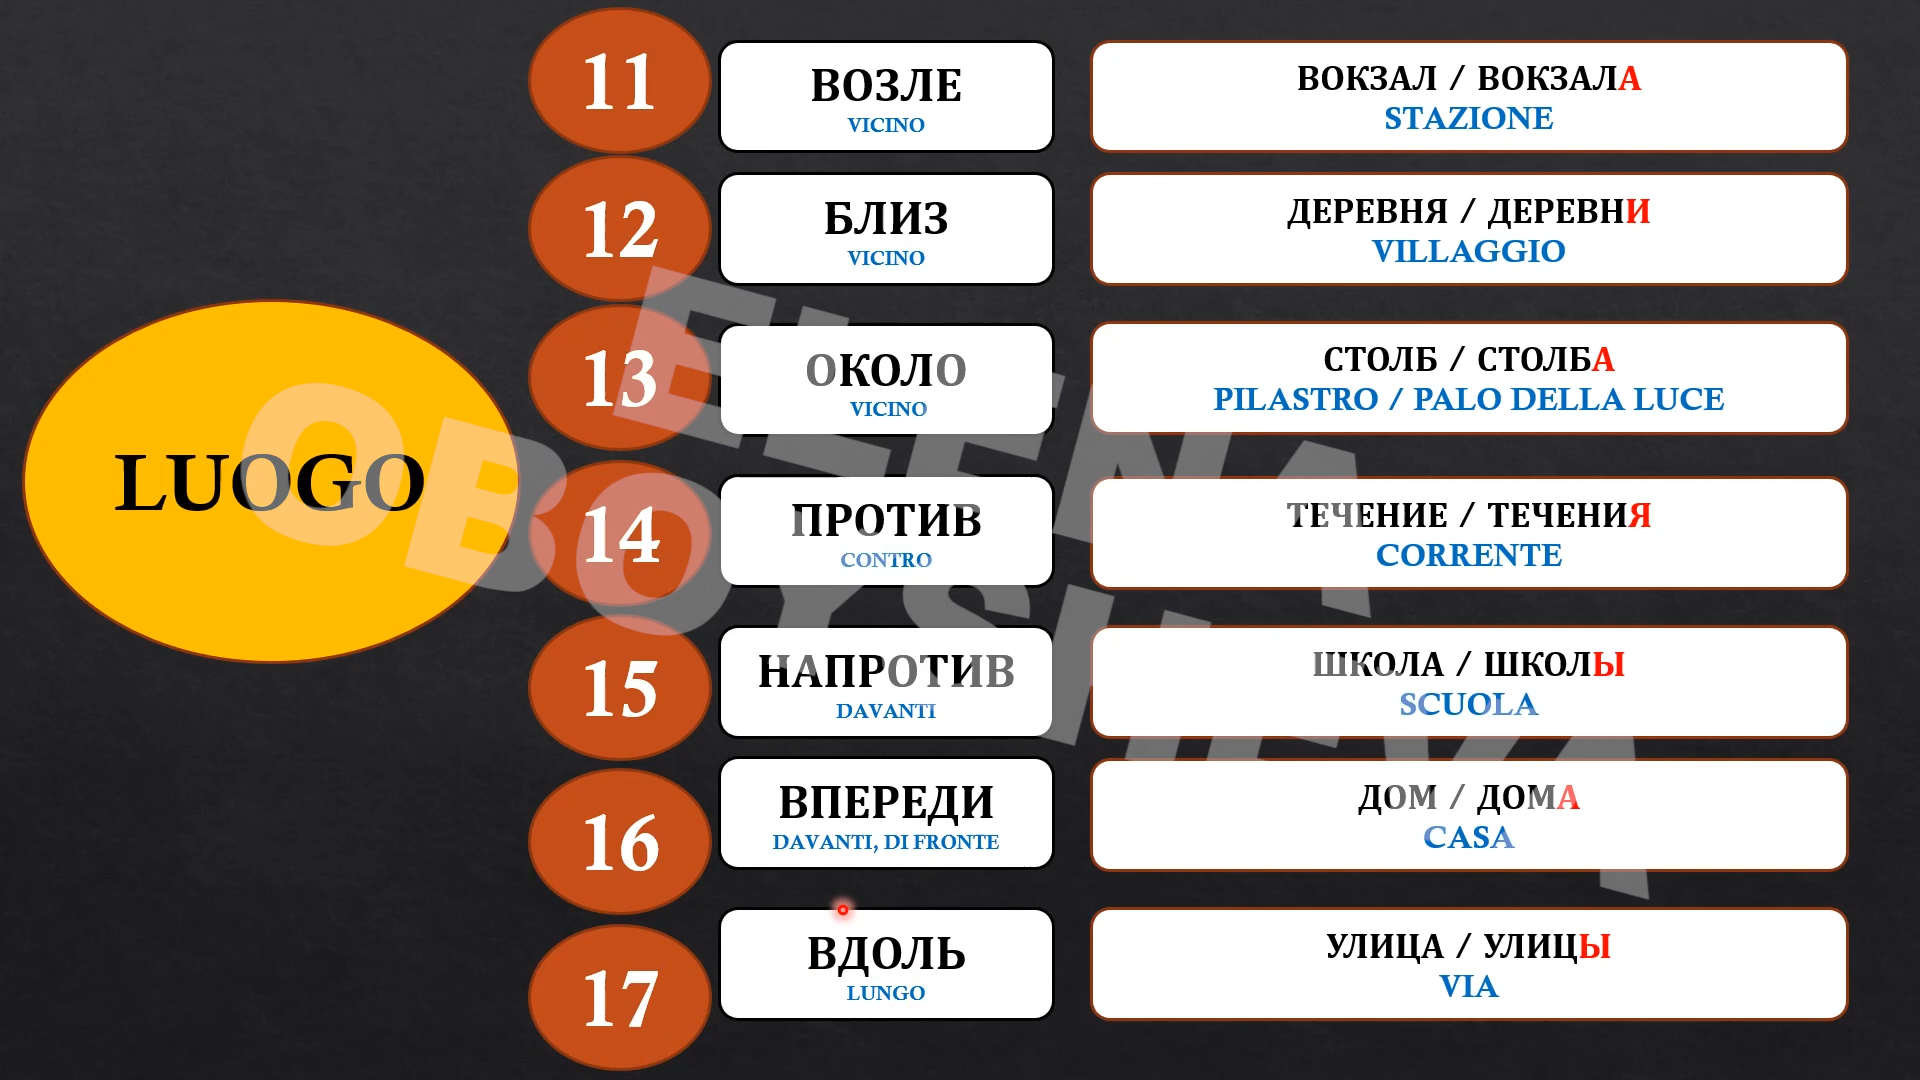 LUOGO
11
ВОЗЛЕ
VICINO
ВОКЗАЛ / ВОКЗАЛА
STAZIONE
12
БЛИЗ
VICINO
ДЕРЕВНЯ / ДЕРЕВНИ
VILLAGGIO
13
ОКОЛО
VICINO
СТОЛБ / СТОЛБА
PILASTRO / PALO DELLA LUCE
14
ПРОТИВ
CONTRO
ТЕЧЕНИЕ / ТЕЧЕНИЯ
CORRENTE
15
НАПРОТИВ
DAVANTI
ШКОЛА / ШКОЛЫ
SCUOLA
16
ВПЕРЕДИ
DAVANTI, DI FRONTE
ДОМ / ДОМА
CASA
17
ВДОЛЬ
LUNGO
УЛИЦА / УЛИЦЫ
VIA
ELENA